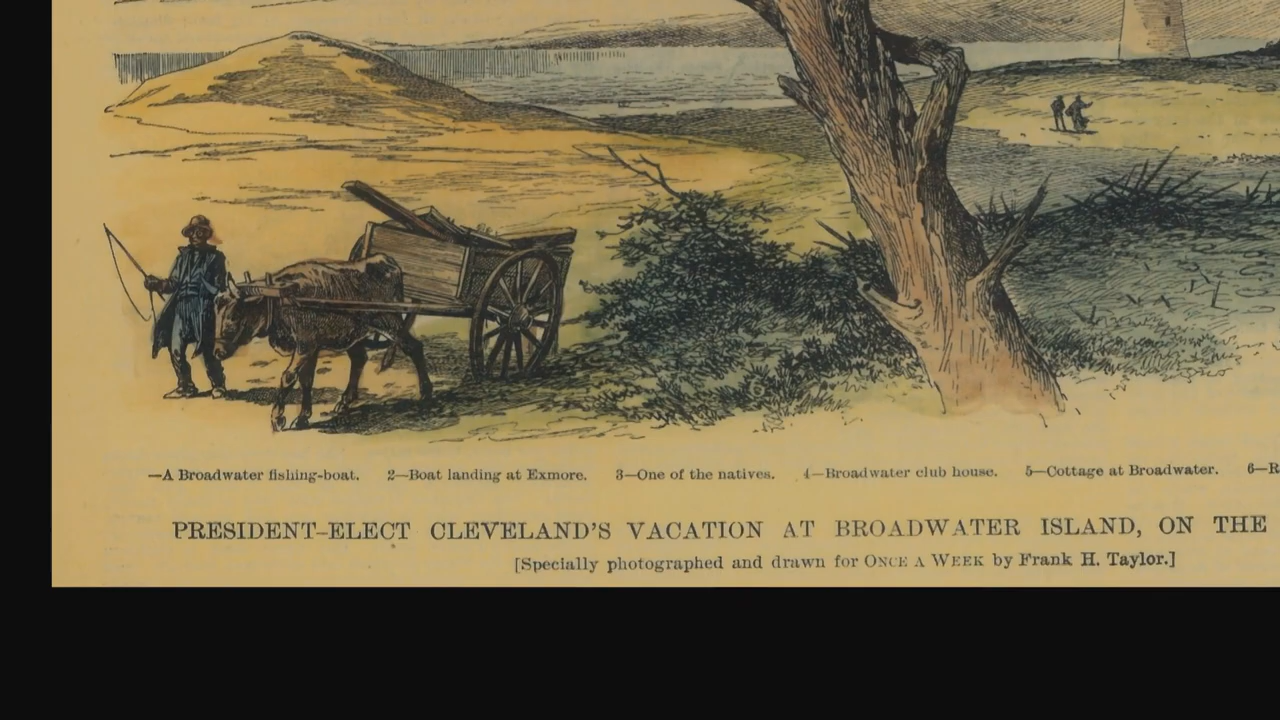 —A Broadwater fishing-boat. 2—Boat landing at Exmore. 3—One of the natives. 4—Broadwater club house. 5—Cottage at Broadwater. 6—R
PRESIDENT-ELECT CLEVELAND'S VACATION AT BROADWATER ISLAND, ON THE
[Specially photographed and drawn for ONCE A WEEK by Frank H. Taylor.]